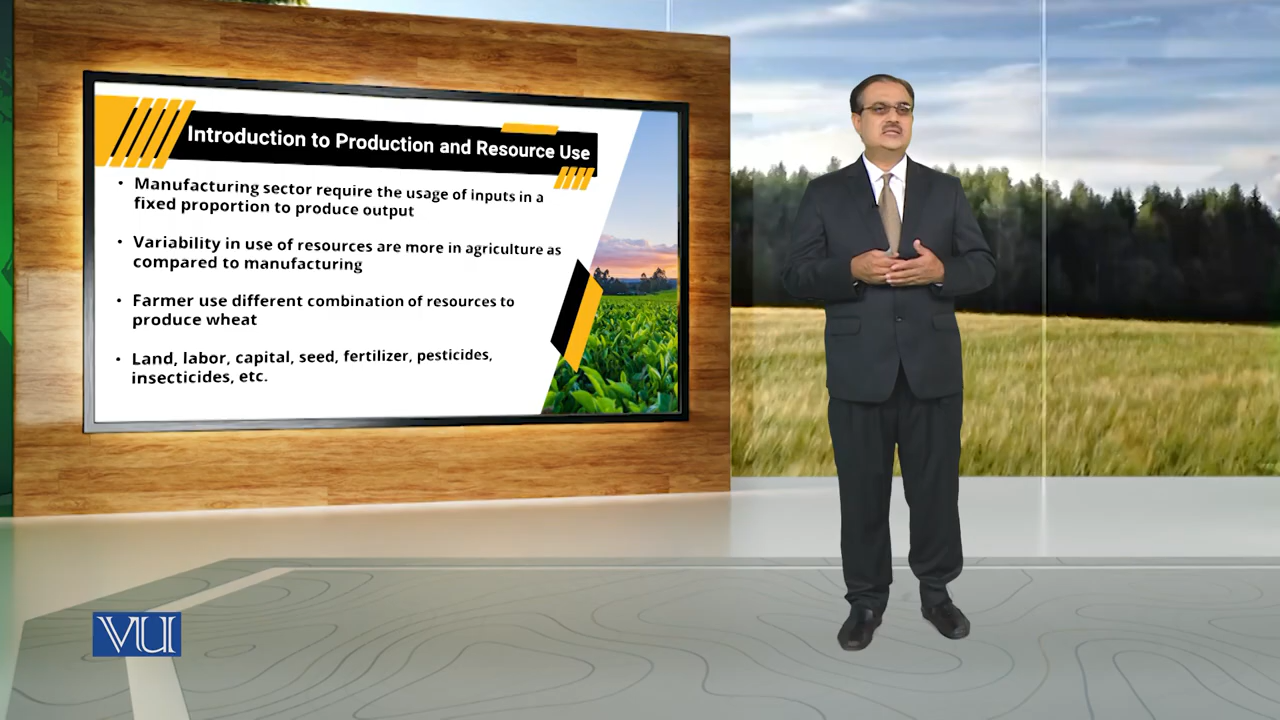 Introduction to Production and Resource Use
• Manufacturing sector require the usage of inputs in a
fixed proportion to produce output
• Variability in use of resources are more in agriculture as
compared to manufacturing
• Farmer use different combination of resources to
produce wheat
• Land, labor, capital, seed, fertilizer, pesticides,
insecticides, etc.
VU